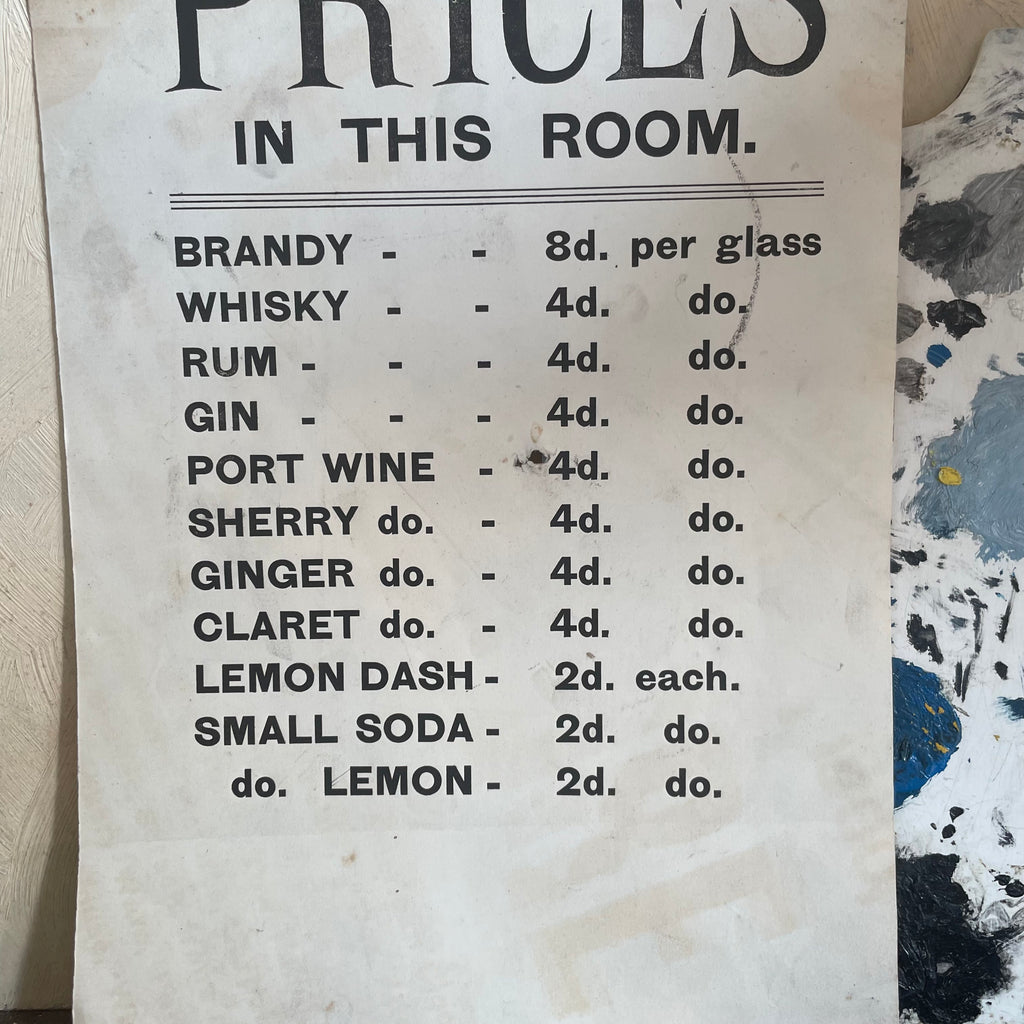 PRICES
IN THIS ROOM.
BRANDY - - 8d. per glass
WHISKY - - 4d. do.
RUM - - - 4d. do.
GIN - - - 4d. do.
PORT WINE - 4d. do.
SHERRY do. - 4d. do.
GINGER do. - 4d. do.
CLARET do. - 4d. do.
LEMON DASH - 2d. each.
SMALL SODA - 2d. do.
do. LEMON - 2d. do.